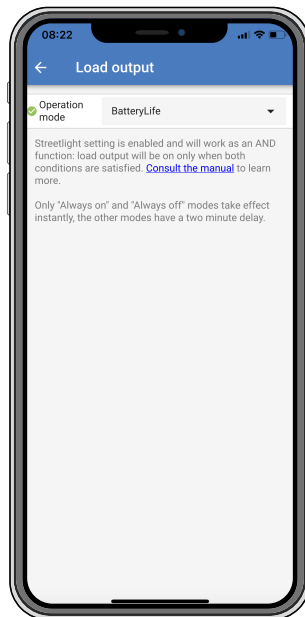 08:22
Load output
Operation
mode
BatteryLife
Streetlight setting is enabled and will work as an AND
function: load output will be on only when both
conditions are satisfied. Consult the manual to learn
more.
Only "Always on" and "Always off" modes take effect
instantly, the other modes have a two minute delay.